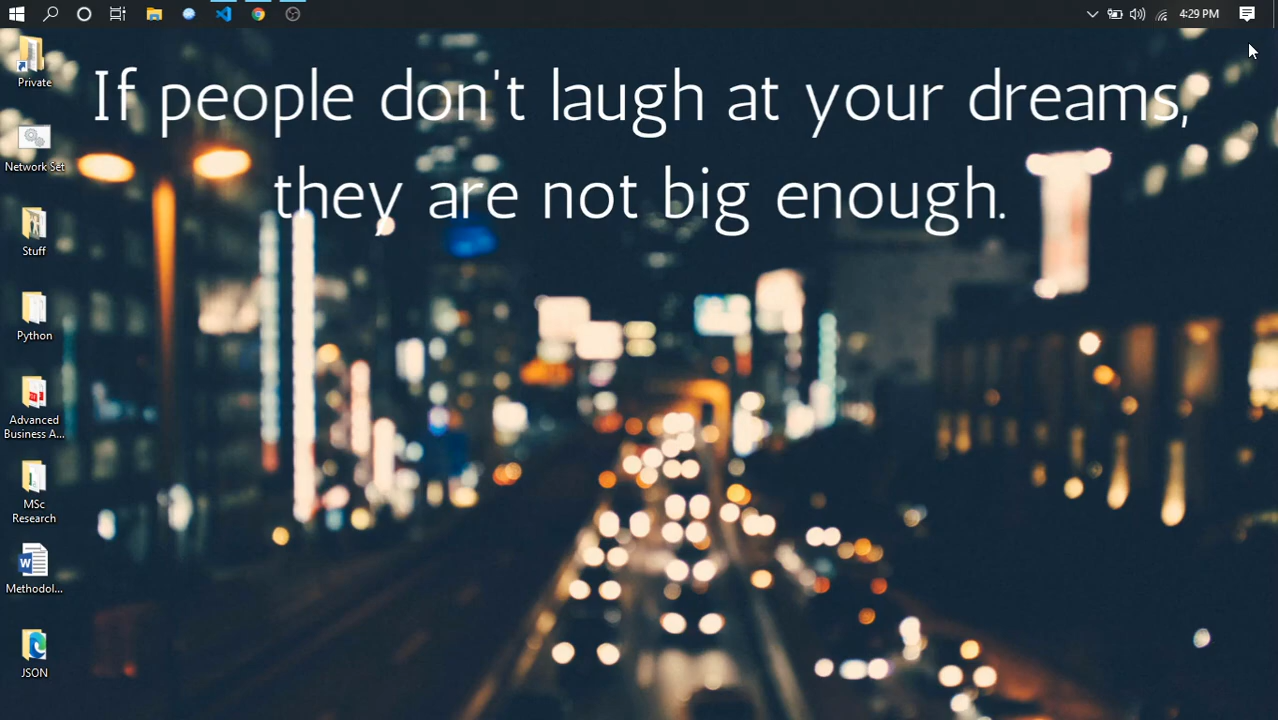 4:29 PM
If people don't laugh at your dreams,
they are not big enough.
Private
Network Set
Stuff
Python
Advanced
Business A...
MSc
Research
Methodol...
JSON